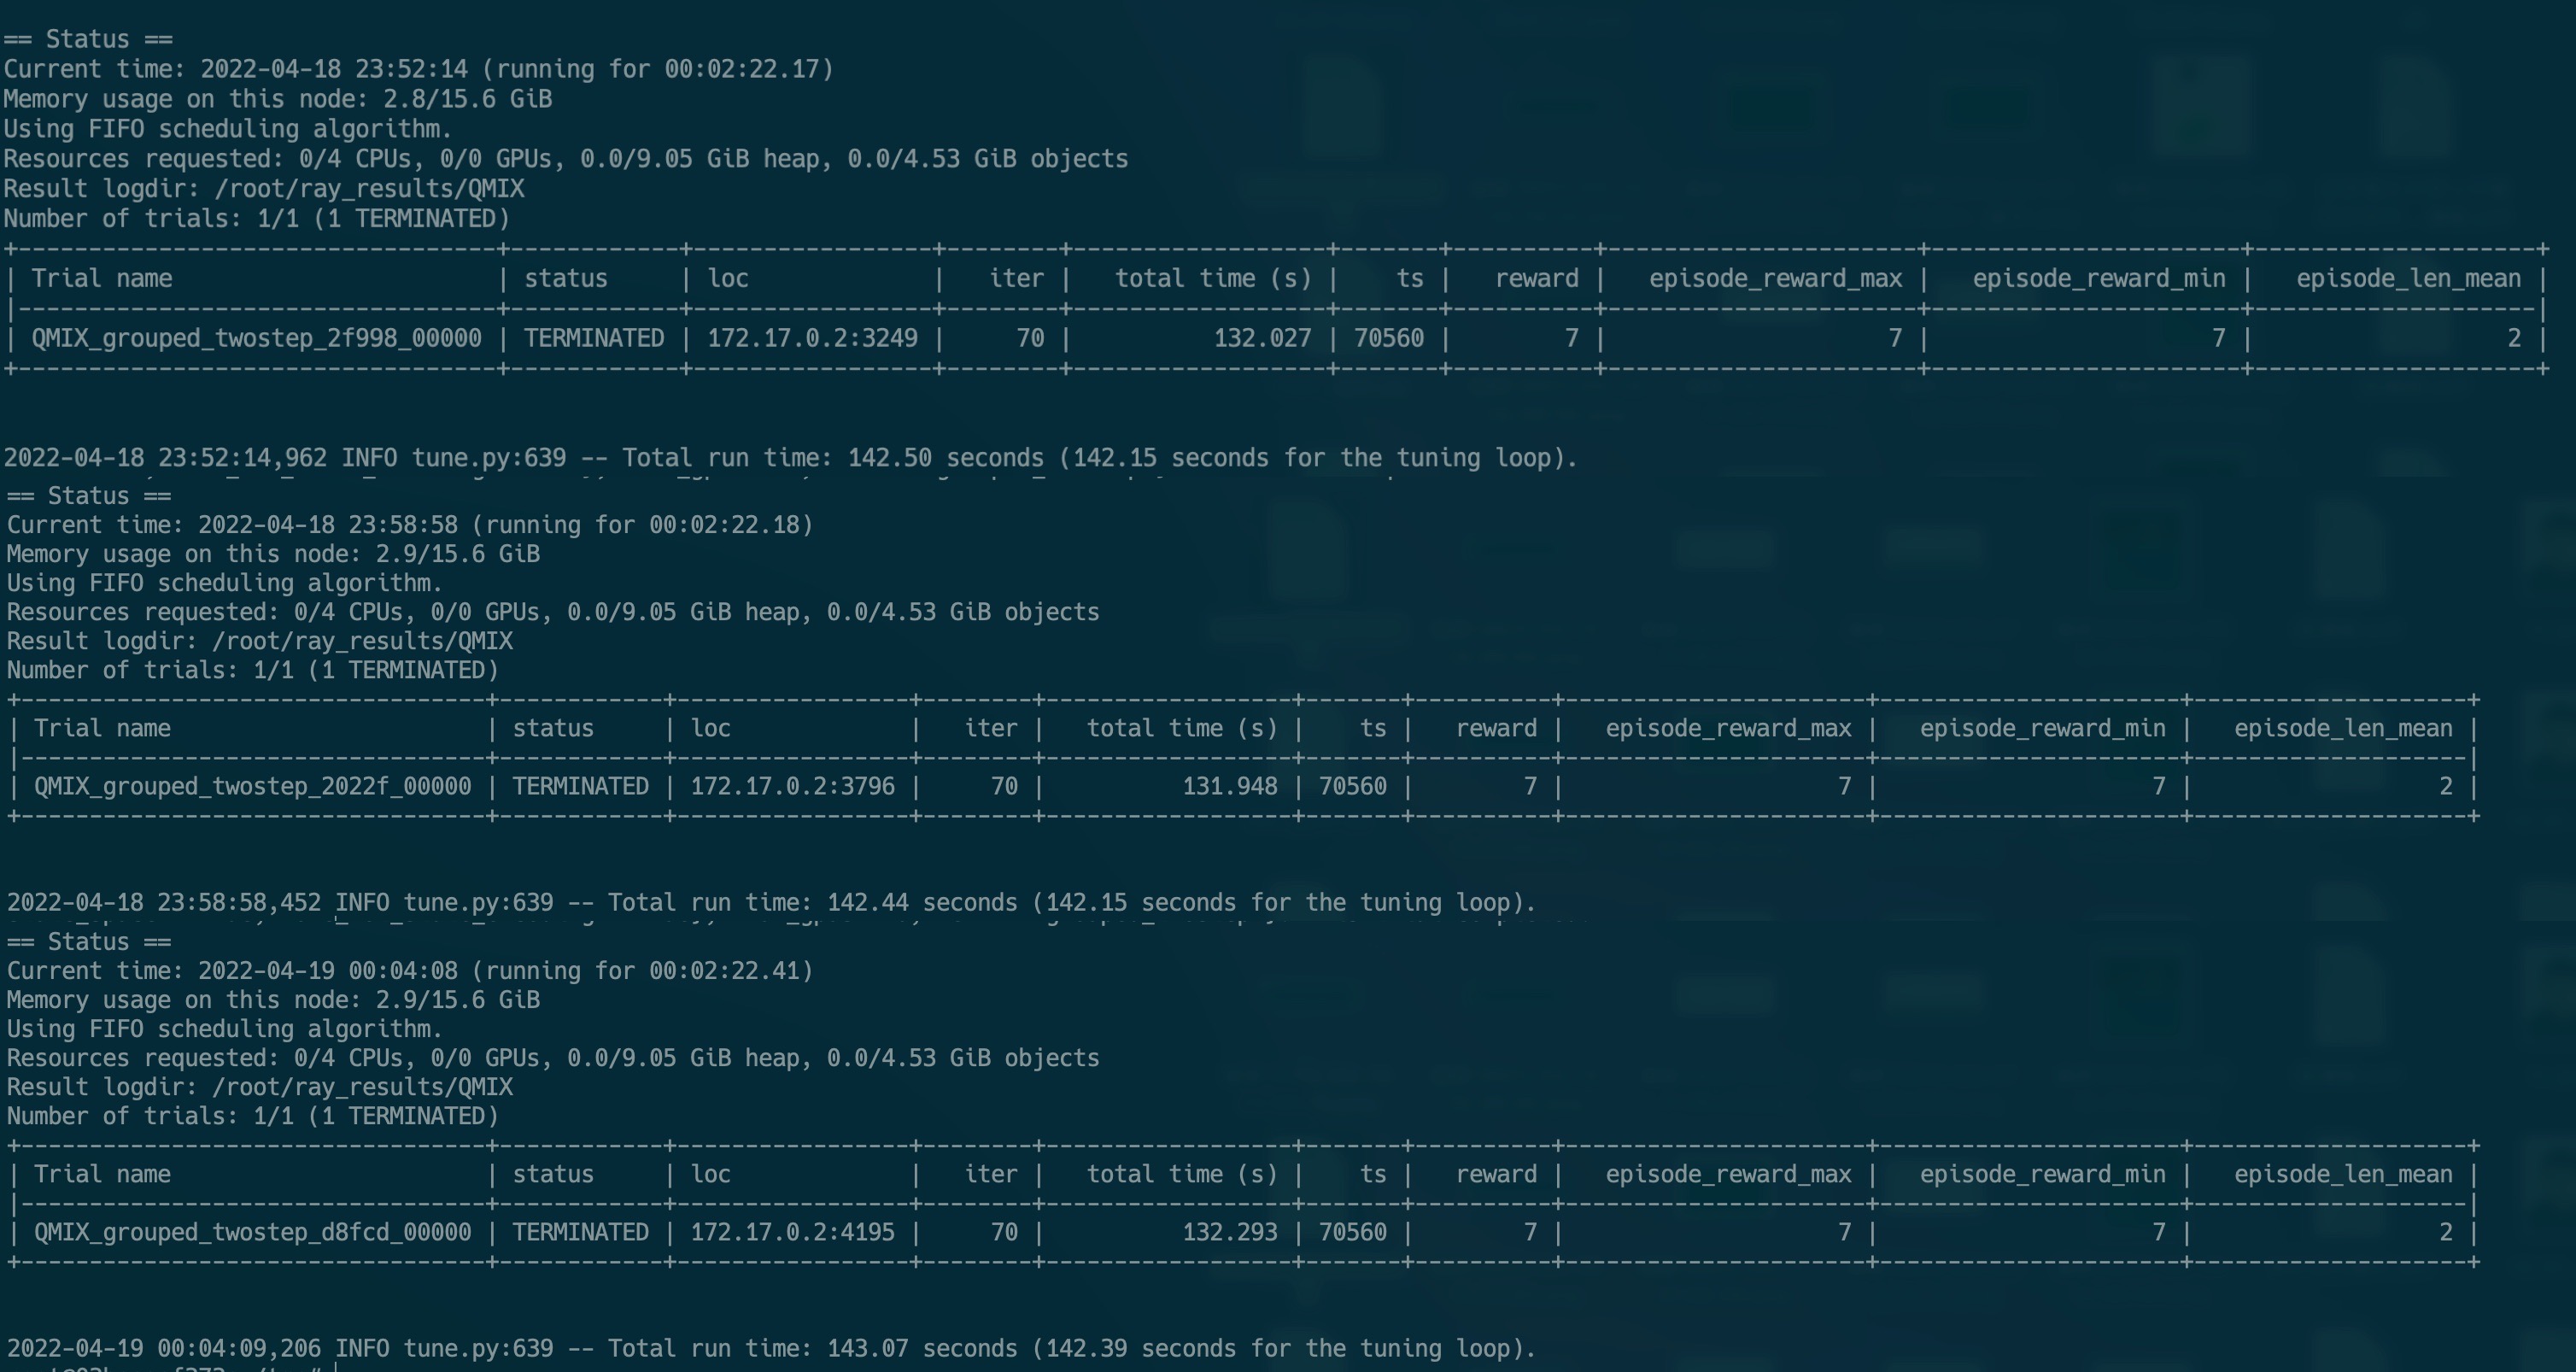 == Status ==
Current time: 2022-04-18 23:52:14 (running for 00:02:22.17)
Memory usage on this node: 2.8/15.6 GiB
Using FIFO scheduling algorithm.
Resources requested: 0/4 CPUs, 0/0 GPUs, 0.0/9.05 GiB heap, 0.0/4.53 GiB objects
Result logdir: /root/ray_results/QMIX
Number of trials: 1/1 (1 TERMINATED)
+-----------------------------------+------------+-----------------+--------+------------------+-------+----------+----------------------+----------------------+--------------------+
| Trial name | status | loc | iter | total time (s) | ts | reward | episode_reward_max | episode_reward_min | episode_len_mean |
|-----------------------------------+------------+-----------------+--------+------------------+-------+----------+----------------------+----------------------+--------------------|
| QMIX_grouped_twostep_2f998_00000 | TERMINATED | 172.17.0.2:3249 | 70 | 132.027 | 70560 | 7 | 7 | 7 | 2 |
+-----------------------------------+------------+-----------------+--------+------------------+-------+----------+----------------------+----------------------+--------------------+
2022-04-18 23:52:14,962 INFO tune.py:639 -- Total run time: 142.50 seconds (142.15 seconds for the tuning loop).
== Status ==
Current time: 2022-04-18 23:58:58 (running for 00:02:22.18)
Memory usage on this node: 2.9/15.6 GiB
Using FIFO scheduling algorithm.
Resources requested: 0/4 CPUs, 0/0 GPUs, 0.0/9.05 GiB heap, 0.0/4.53 GiB objects
Result logdir: /root/ray_results/QMIX
Number of trials: 1/1 (1 TERMINATED)
+-----------------------------------+------------+-----------------+--------+------------------+-------+----------+----------------------+----------------------+--------------------+
| Trial name | status | loc | iter | total time (s) | ts | reward | episode_reward_max | episode_reward_min | episode_len_mean |
|-----------------------------------+------------+-----------------+--------+------------------+-------+----------+----------------------+----------------------+--------------------|
| QMIX_grouped_twostep_2022f_00000 | TERMINATED | 172.17.0.2:3796 | 70 | 131.948 | 70560 | 7 | 7 | 7 | 2 |
+-----------------------------------+------------+-----------------+--------+------------------+-------+----------+----------------------+----------------------+--------------------+
2022-04-18 23:58:58,452 INFO tune.py:639 -- Total run time: 142.44 seconds (142.15 seconds for the tuning loop).
== Status ==
Current time: 2022-04-19 00:04:08 (running for 00:02:22.41)
Memory usage on this node: 2.9/15.6 GiB
Using FIFO scheduling algorithm.
Resources requested: 0/4 CPUs, 0/0 GPUs, 0.0/9.05 GiB heap, 0.0/4.53 GiB objects
Result logdir: /root/ray_results/QMIX
Number of trials: 1/1 (1 TERMINATED)
+-----------------------------------+------------+-----------------+--------+------------------+-------+----------+----------------------+----------------------+--------------------+
| Trial name | status | loc | iter | total time (s) | ts | reward | episode_reward_max | episode_reward_min | episode_len_mean |
|-----------------------------------+------------+-----------------+--------+------------------+-------+----------+----------------------+----------------------+--------------------|
| QMIX_grouped_twostep_d8fcd_00000 | TERMINATED | 172.17.0.2:4195 | 70 | 132.293 | 70560 | 7 | 7 | 7 | 2 |
+-----------------------------------+------------+-----------------+--------+------------------+-------+----------+----------------------+----------------------+--------------------+
2022-04-19 00:04:09,206 INFO tune.py:639 -- Total run time: 143.07 seconds (142.39 seconds for the tuning loop).